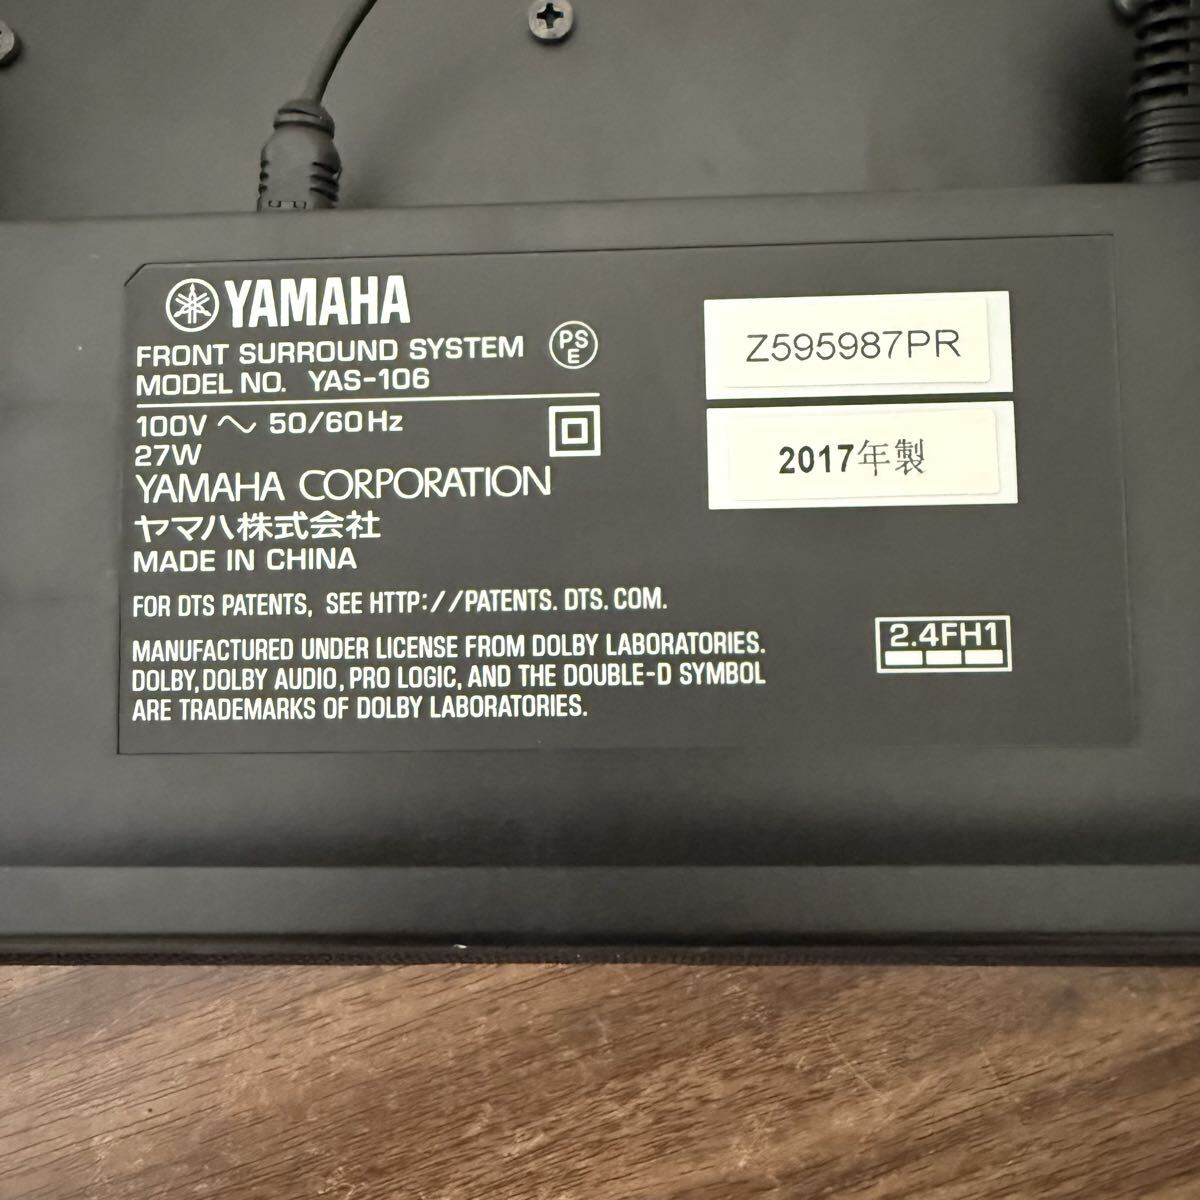 YAMAHA
FRONT SURROUND SYSTEM
MODEL NO. YAS-106
PS
E
100V ～ 50/60Hz
27W
YAMAHA CORPORATION
ヤマハ株式会社
MADE IN CHINA
FOR DTS PATENTS, SEE HTTP://PATENTS.DTS.COM.
MANUFACTURED UNDER LICENSE FROM DOLBY LABORATORIES.
DOLBY, DOLBY AUDIO, PRO LOGIC, AND THE DOUBLE-D SYMBOL
ARE TRADEMARKS OF DOLBY LABORATORIES.
Z595987PR
2017年製
2.4FH1